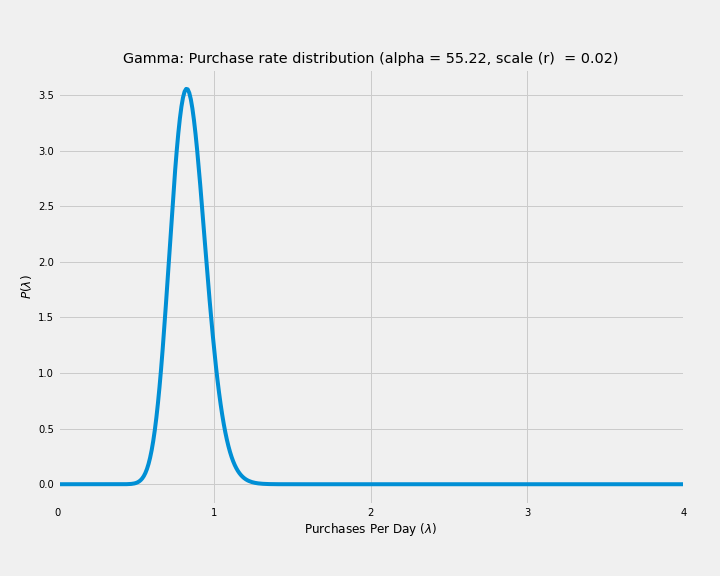 Gamma: Purchase rate distribution (alpha = 55.22, scale (r)  = 0.02)
3.5
3.0
2.5
2.0
1.5
1.0
0.5
0.0
P(λ)
0 1 2 3 4
Purchases Per Day (λ)